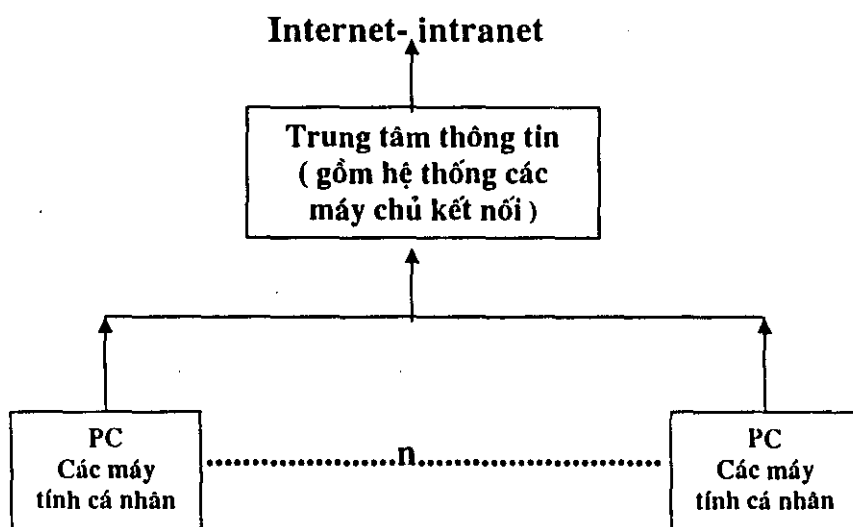 Internet- intranet
Trung tâm thông tin
( gồm hệ thống các
máy chủ kết nối )
PC
Các máy
tính cá nhân
n
PC
Các máy
tính cá nhân